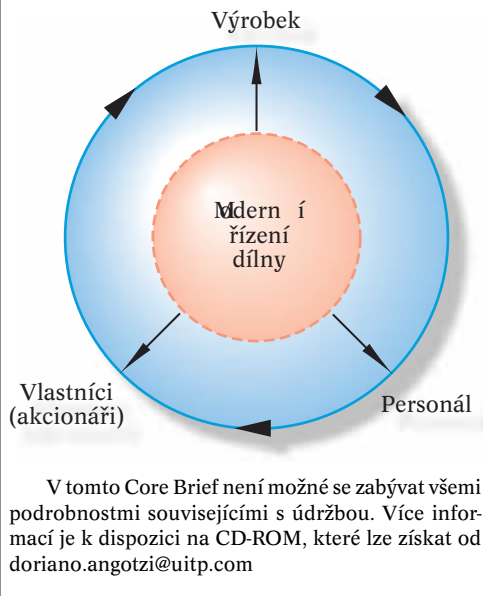 Výrobek
Moderní
řízení
dílny
Vlastníci
(akcionáři)
Personál
V tomto Core Brief není možné se zabývat všemi
podrobnostmi souvisejícími s údržbou. Více infor-
mací je k dispozici na CD-ROM, které lze získat od
doriano.angotzi@uitp.com